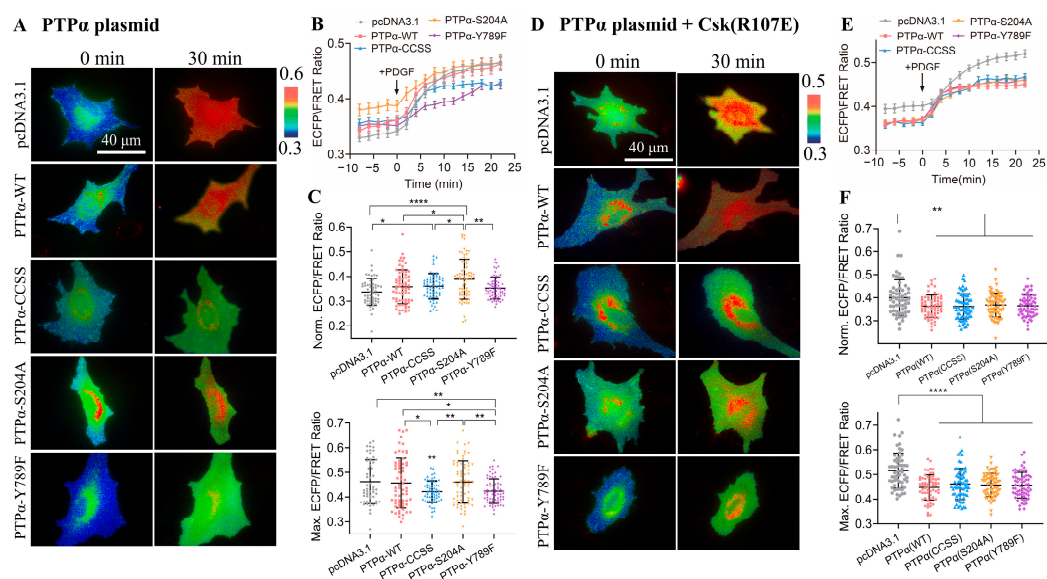 A PTPα plasmid
0 min 30 min
pcDNA3.1
PTPα-WT
PTPα-CCSS
PTPα-S204A
PTPα-Y789F
40 μm
0.6
0.3
B
pcDNA3.1 PTPα-S204A
PTPα-WT PTPα-Y789F
PTPα-CCSS
+PDGF
ECFP\FRET Ratio
0.5
0.4
0.3
-10 -5 0 5 10 15 20 25
Time (min)
C
****
*
* * **
Norm. ECFP/FRET Ratio
0.7
0.6
0.5
0.4
0.3
0.2
pcDNA3.1 PTPα-WT PTPα-CCSS PTPα-S204A PTPα-Y789F
**
*
* ** **
**
Max. ECFP/FRET Ratio
0.8
0.7
0.6
0.5
0.4
0.3
pcDNA3.1 PTPα-WT PTPα-CCSS PTPα-S204A PTPα-Y789F
D PTPα plasmid + Csk(R107E)
0 min 30 min
pcDNA3.1
PTPα-WT
PTPα-CCSS
PTPα-S204A
PTPα-Y789F
40 μm
0.5
0.3
E
pcDNA3.1 PTPα-S204A
PTPα-WT PTPα-Y789F
PTPα-CCSS
+PDGF
ECFP/FRET Ratio
0.5
0.4
0.3
-10 -5 0 5 10 15 20 25
Time(min)
F
**
Norm. ECFP/FRET Ratio
0.7
0.6
0.5
0.4
0.3
pcDNA3.1 PTPα(WT) PTPα(CCSS) PTPα(S204A) PTPα(Y789F)
****
Max. ECFP/FRET Ratio
0.8
0.7
0.6
0.5
0.4
0.3
pcDNA3.1 PTPα(WT) PTPα(CCSS) PTPα(S204A) PTPα(Y789F)